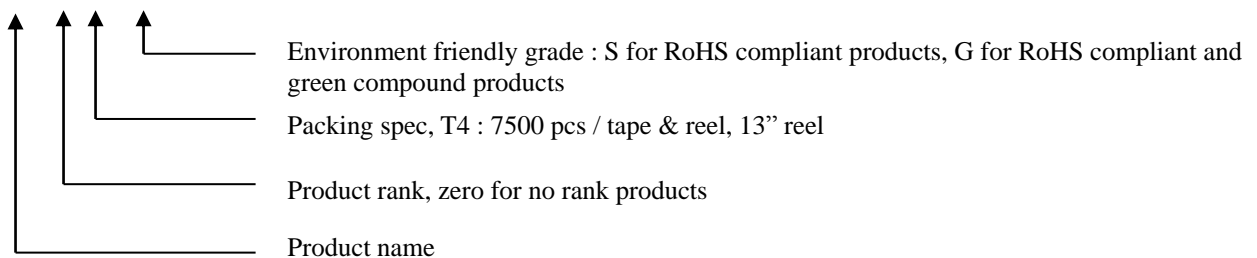 Environment friendly grade : S for RoHS compliant products, G for RoHS compliant and
green compound products
Packing spec, T4 : 7500 pcs / tape & reel, 13” reel
Product rank, zero for no rank products
Product name